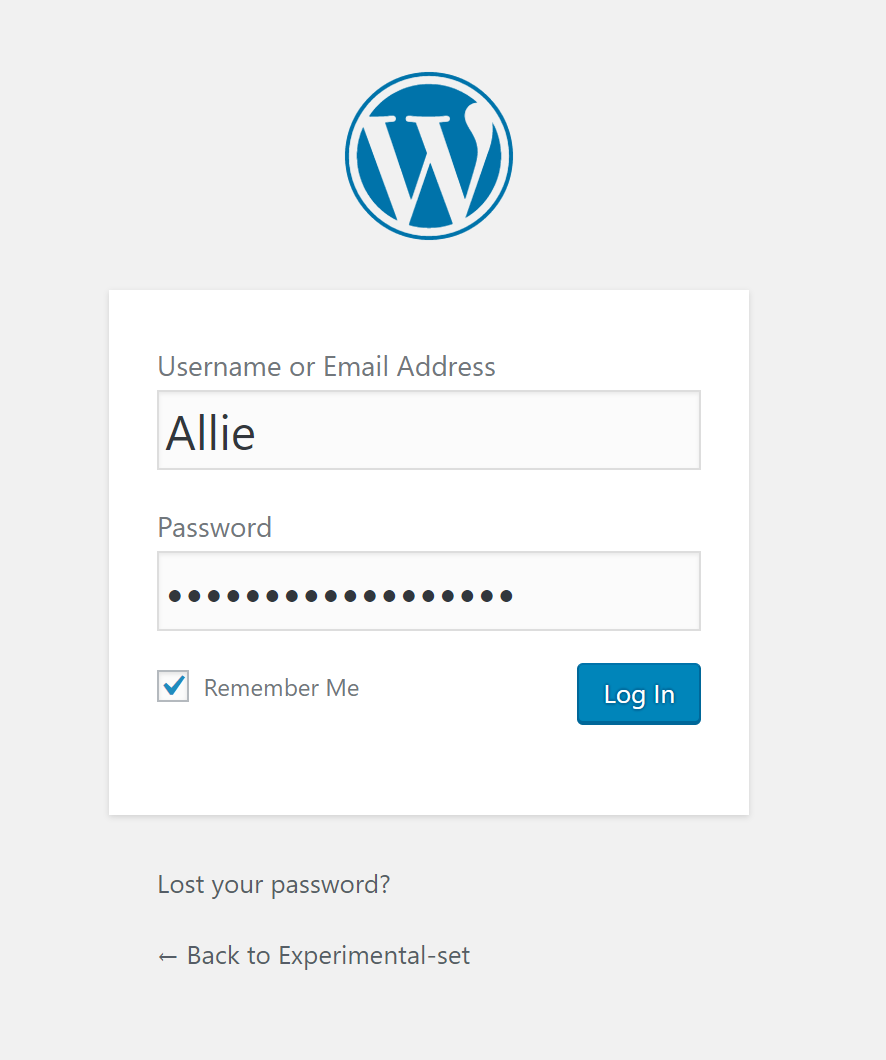 Username or Email Address
Allie
Password
••••••••••••••••••
Remember Me
Log In
Lost your password?
← Back to Experimental-set